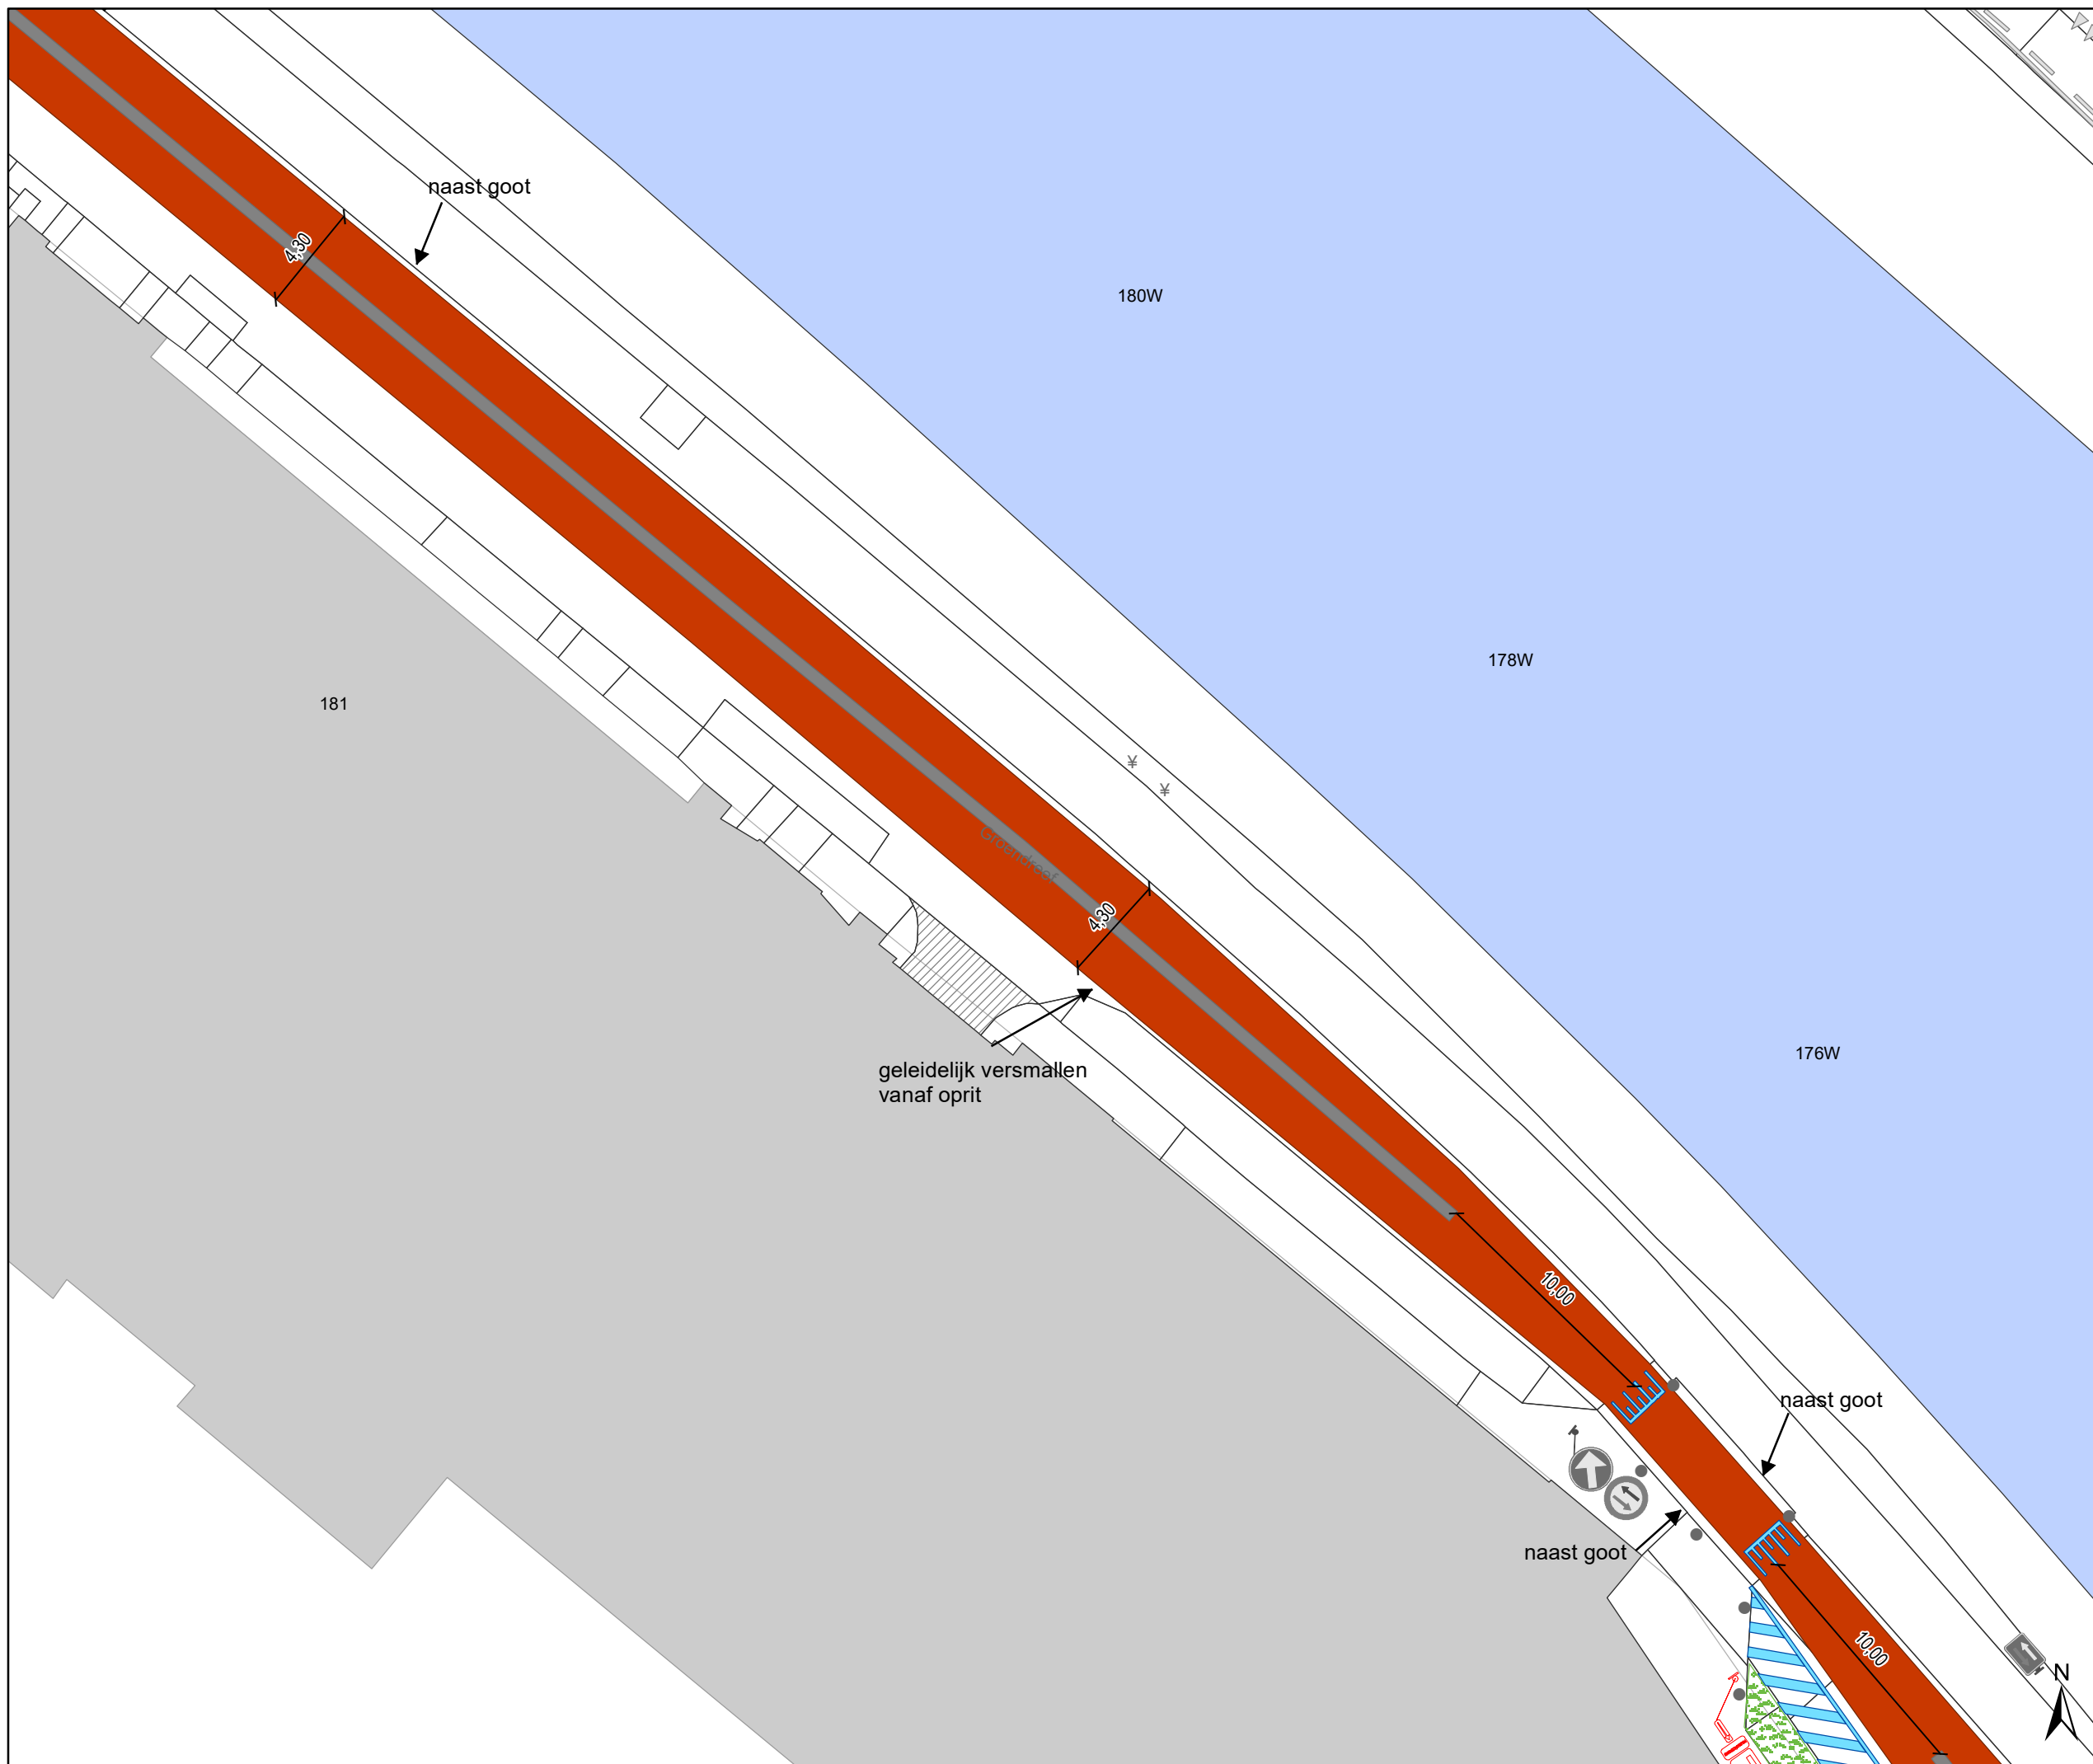 naast goot
4,30
180W
178W
181
¥
¥
Groendreef
4,30
176W
geleidelijk versmallen
vanaf oprit
10,00
naast goot
naast goot
10,00
N